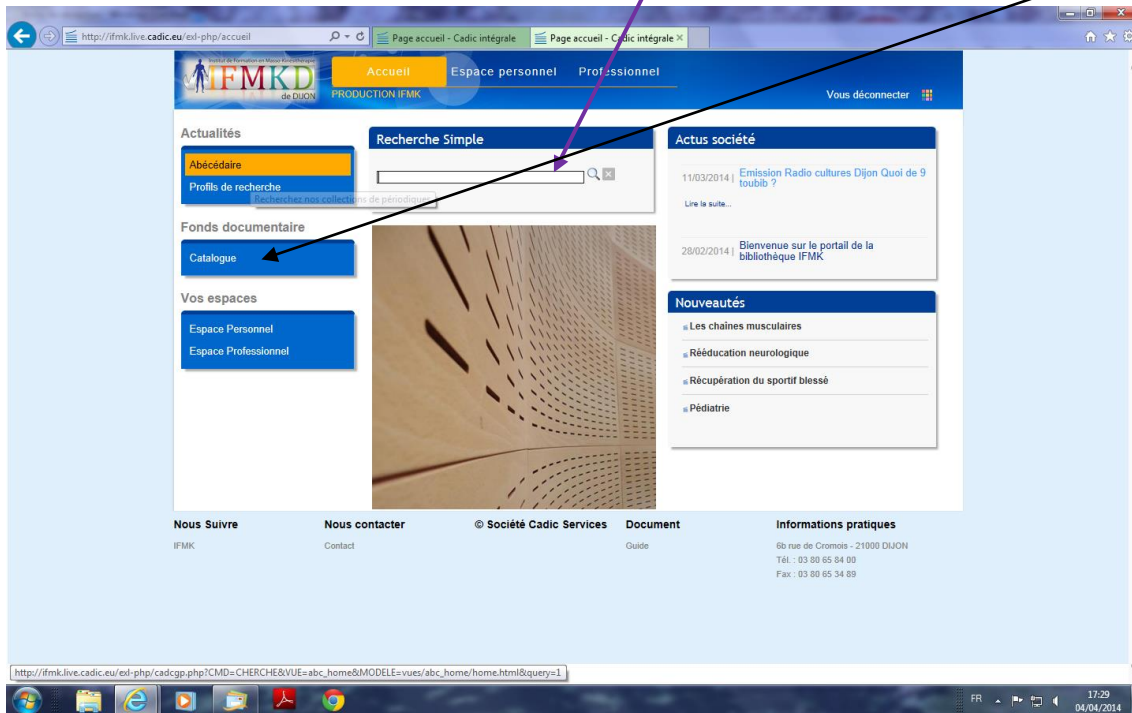 http://ifmk.live.cadic.eu/exl-php/accueil
Page accueil - Cadic intégrale
Page accueil - Cadic intégrale
Institut de Formation en Masso Kinésithérapie
IFMKD
de DIJON
Accueil
Espace personnel
Professionnel
PRODUCTION IFMK
Vous déconnecter
Actualités
Abécédaire
Profils de recherche
Recherchez nos collections de périodiques
Fonds documentaire
Catalogue
Vos espaces
Espace Personnel
Espace Professionnel
Recherche Simple
Actus société
11/03/2014 | Emission Radio cultures Dijon Quoi de 9
toubib ?
Lire la suite...
28/02/2014 | Bienvenue sur le portail de la
bibliothèque IFMK
Nouveautés
Les chaînes musculaires
Rééducation neurologique
Récupération du sportif blessé
Pédiatrie
Nous Suivre
IFMK
Nous contacter
Contact
© Société Cadic Services
Document
Guide
Informations pratiques
6b rue de Cromois - 21000 DIJON
Tél. : 03 80 65 84 00
Fax : 03 80 65 34 89
http://ifmk.live.cadic.eu/exl-php/cadcgp.php?CMD=CHERCHE&VUE=abc_home&MODELE=vues/abc_home/home.html&query=1
FR
17:29
04/04/2014